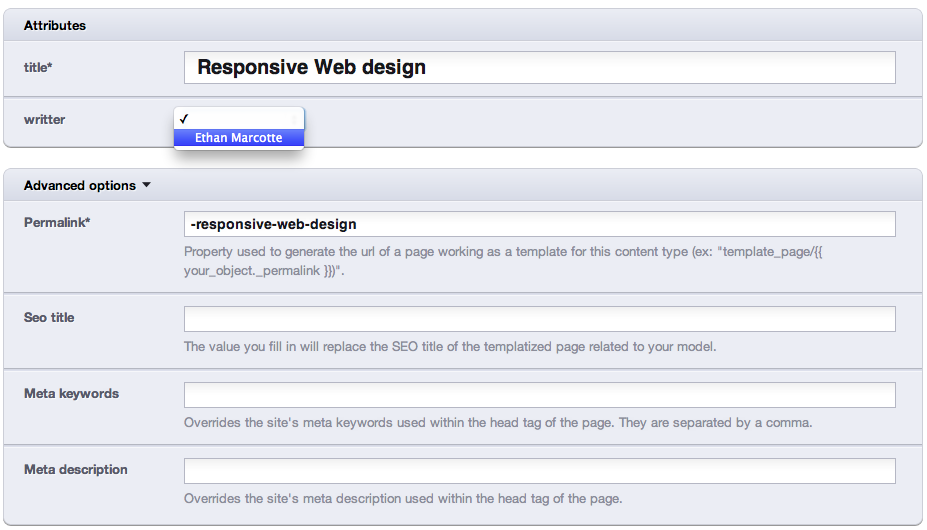 Attributes
title*
Responsive Web design
writter
✓
Ethan Marcotte
Advanced options
Permalink*
-responsive-web-design
Property used to generate the url of a page working as a template for this content type (ex: "template_page/{{
your_object._permalink }})".
Seo title
The value you fill in will replace the SEO title of the templatized page related to your model.
Meta keywords
Overrides the site's meta keywords used within the head tag of the page. They are separated by a comma.
Meta description
Overrides the site's meta description used within the head tag of the page.